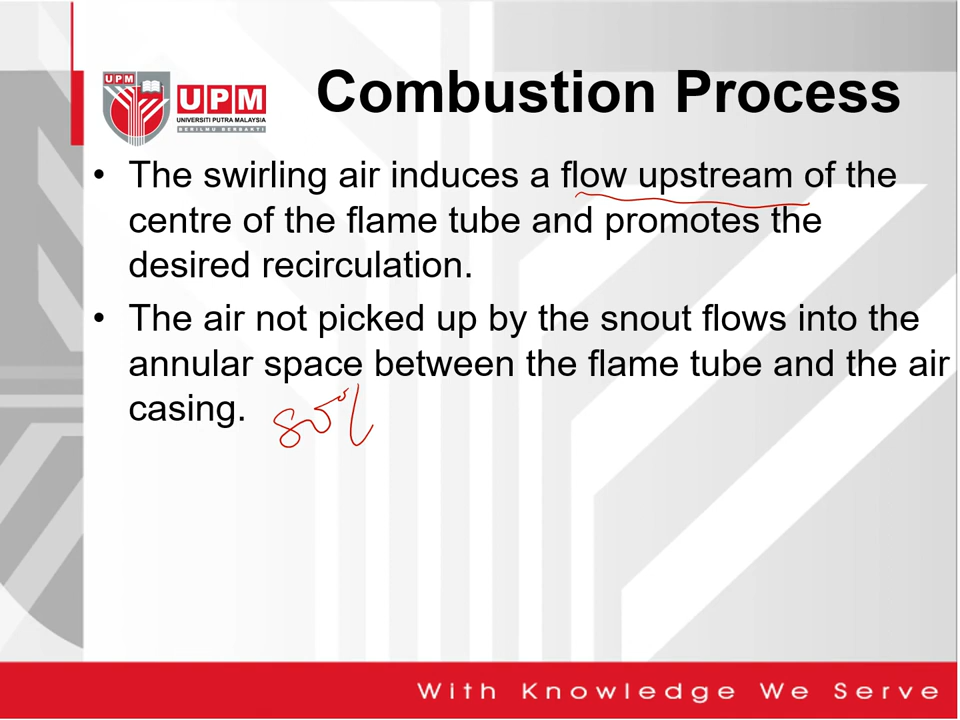 UPM
UPM
UNIVERSITI PUTRA MALAYSIA
BERILMU BERBAKTI
Combustion Process
• The swirling air induces a flow upstream of the
centre of the flame tube and promotes the
desired recirculation.
• The air not picked up by the snout flows into the
annular space between the flame tube and the air
casing.
80%
With Knowledge We Serve